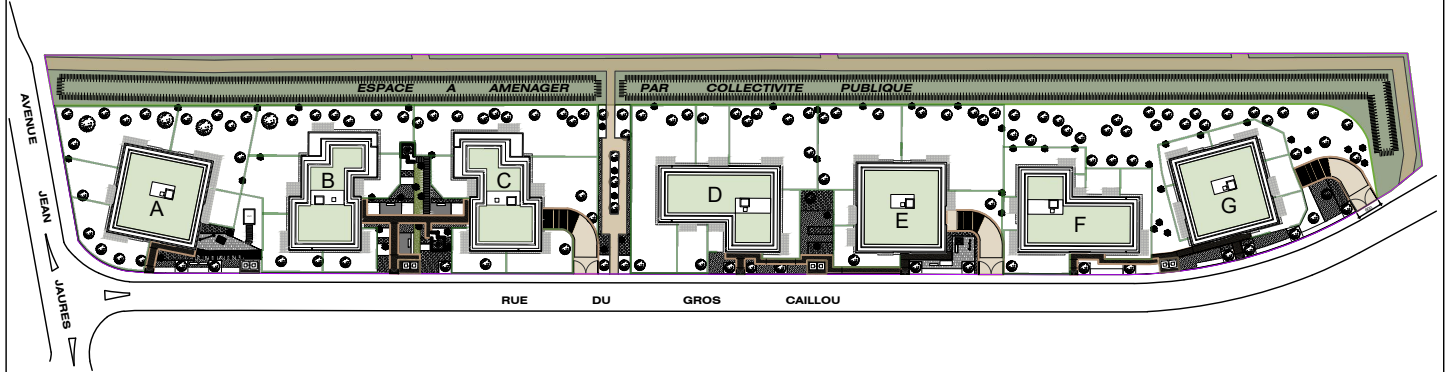 ESPACE A AMENAGER PAR COLLECTIVITE PUBLIQUE
AVENUE JEAN JAURES
A
B
C
D
E
F
G
RUE DU GROS CAILLOU